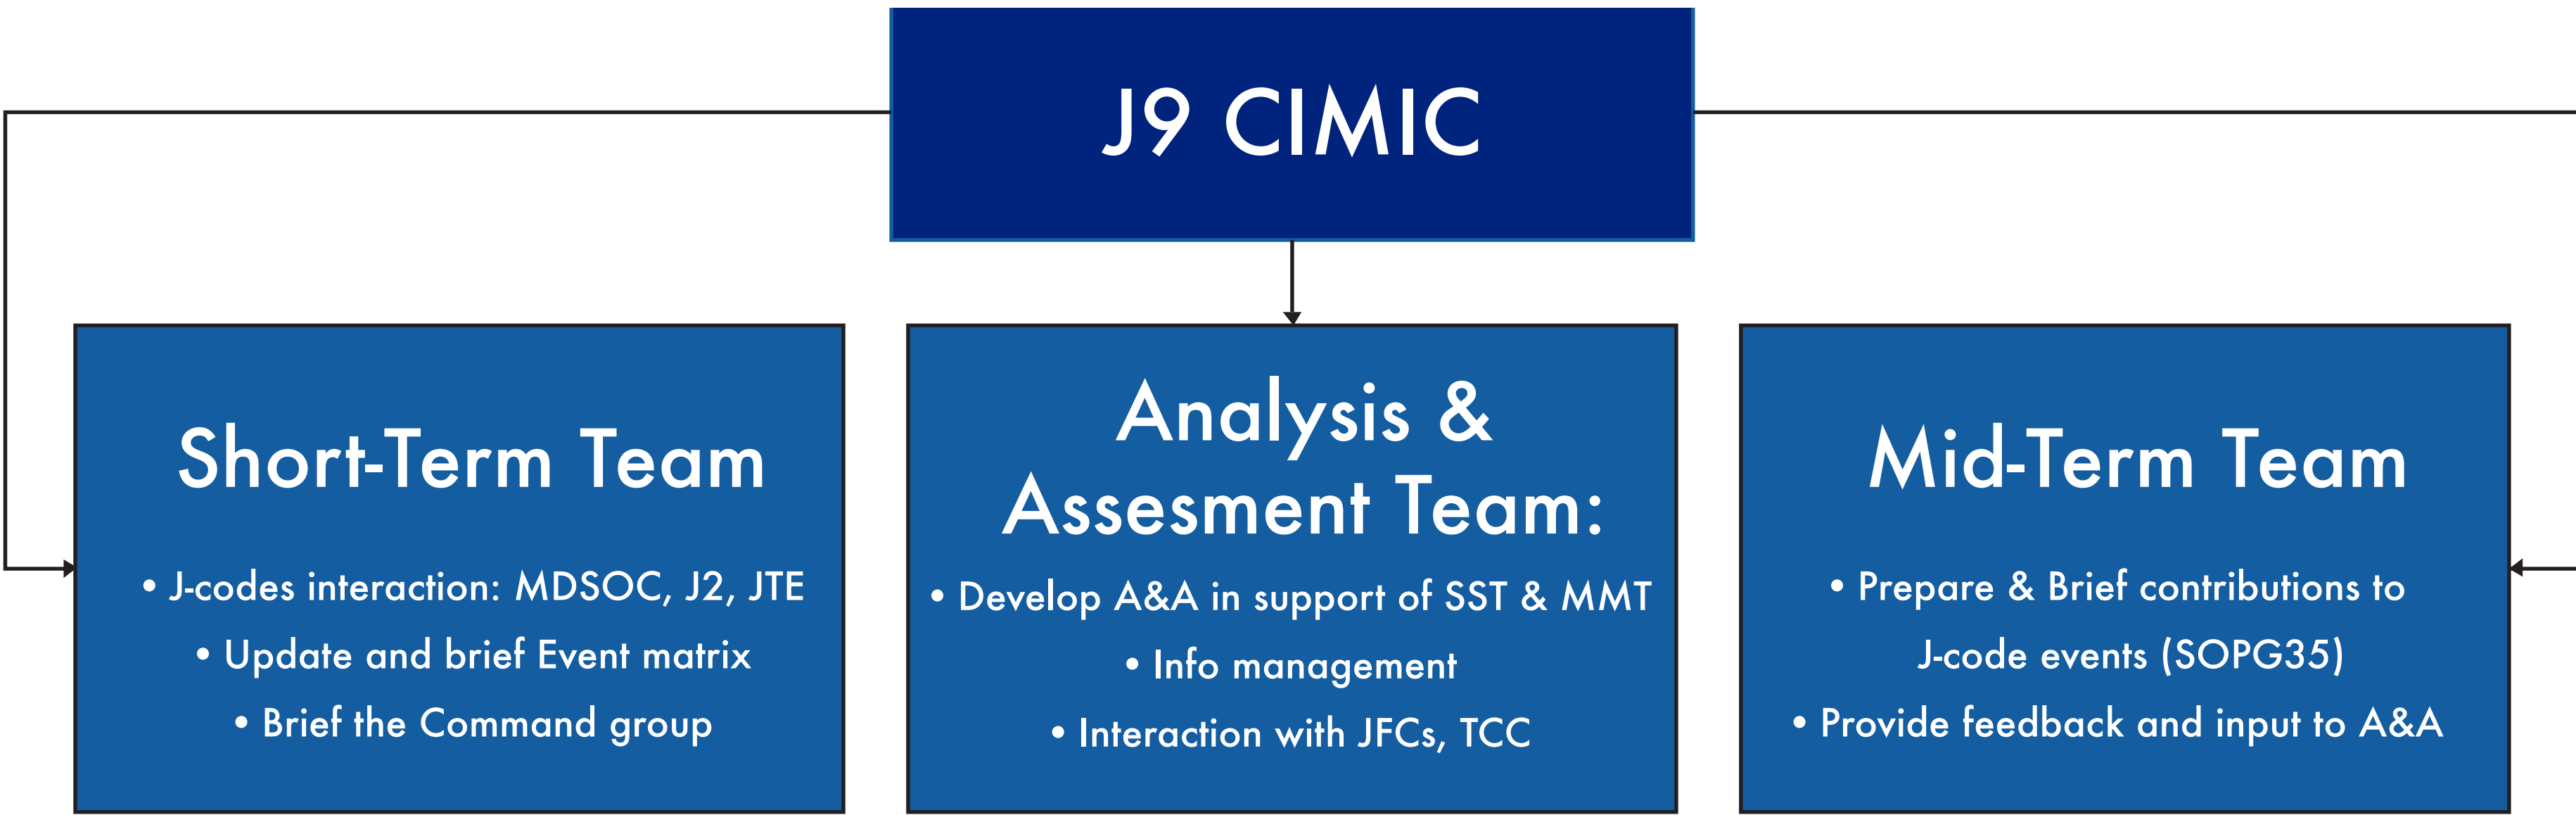 J9 CIMIC
Short-Term Team
• J-codes interaction: MDSOC, J2, JTE
• Update and brief Event matrix
• Brief the Command group
Analysis &
Assesment Team:
• Develop A&A in support of SST & MMT
• Info management
• Interaction with JFCs, TCC
Mid-Term Team
• Prepare & Brief contributions to
J-code events (SOPG35)
• Provide feedback and input to A&A